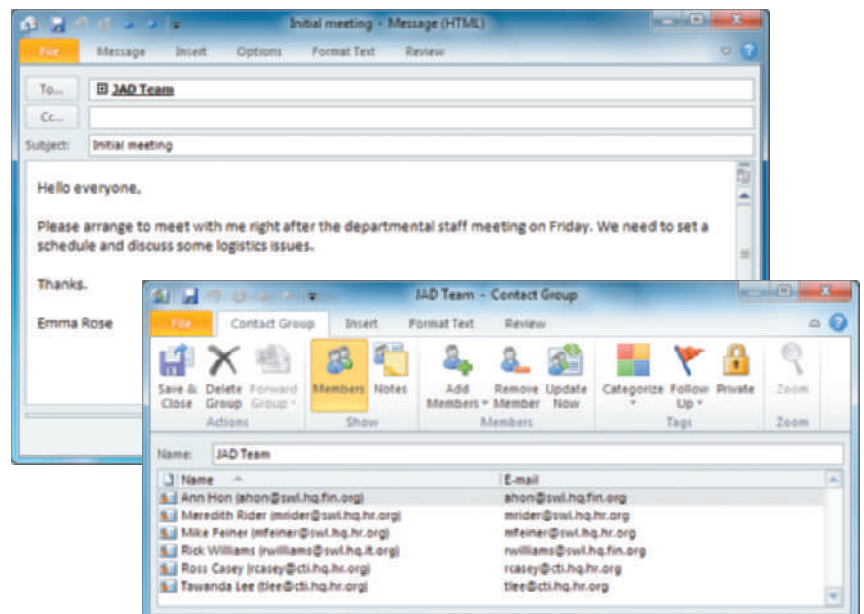 Initial meeting - Message (HTML)
File Message Insert Options Format Text Review
To... JAD Team
Cc...
Subject: Initial meeting
Hello everyone,
Please arrange to meet with me right after the departmental staff meeting on Friday. We need to set a
schedule and discuss some logistics issues.
Thanks.
Emma Rose
JAD Team - Contact Group
File Contact Group Insert Format Text Review
Save & Close Delete Group Forward Group Members Notes Add Members Remove Member Update Now Categorize Follow Up Private Zoom
Actions Show Members Tags Zoom
Name: JAD Team
Name E-mail
Ann Hon (ahon@swl.hq.fin.org) ahon@swl.hq.fin.org
Meredith Rider (mrider@swl.hq.hr.org) mrider@swl.hq.hr.org
Mike Feiner (mfeiner@swl.hq.hr.org) mfeiner@swl.hq.hr.org
Rick Williams (rwilliams@swl.hq.it.org) rwilliams@swl.hq.fin.org
Ross Casey (rcasey@cti.hq.hr.org) rcasey@cti.hq.hr.org
Tawanda Lee (tlee@cti.hq.hr.org) tlee@cti.hq.hr.org